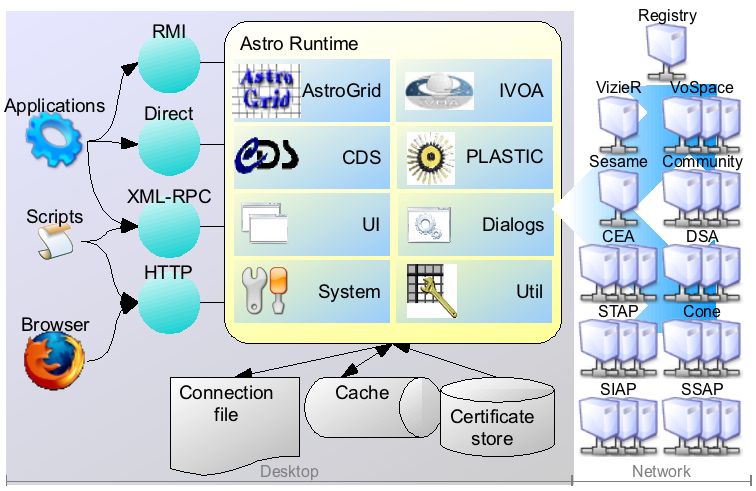 Registry
RMI
Astro Runtime
Astro
Grid
AstroGrid
IVOA
IVOA
VizieR
VoSpace
Applications
Direct
CDS
CDS
PLASTIC
Sesame
Community
XML-RPC
Scripts
UI
Dialogs
CEA
DSA
HTTP
System
Util
STAP
Cone
Browser
Connection
file
Cache
Certificate
store
SIAP
SSAP
Desktop
Network